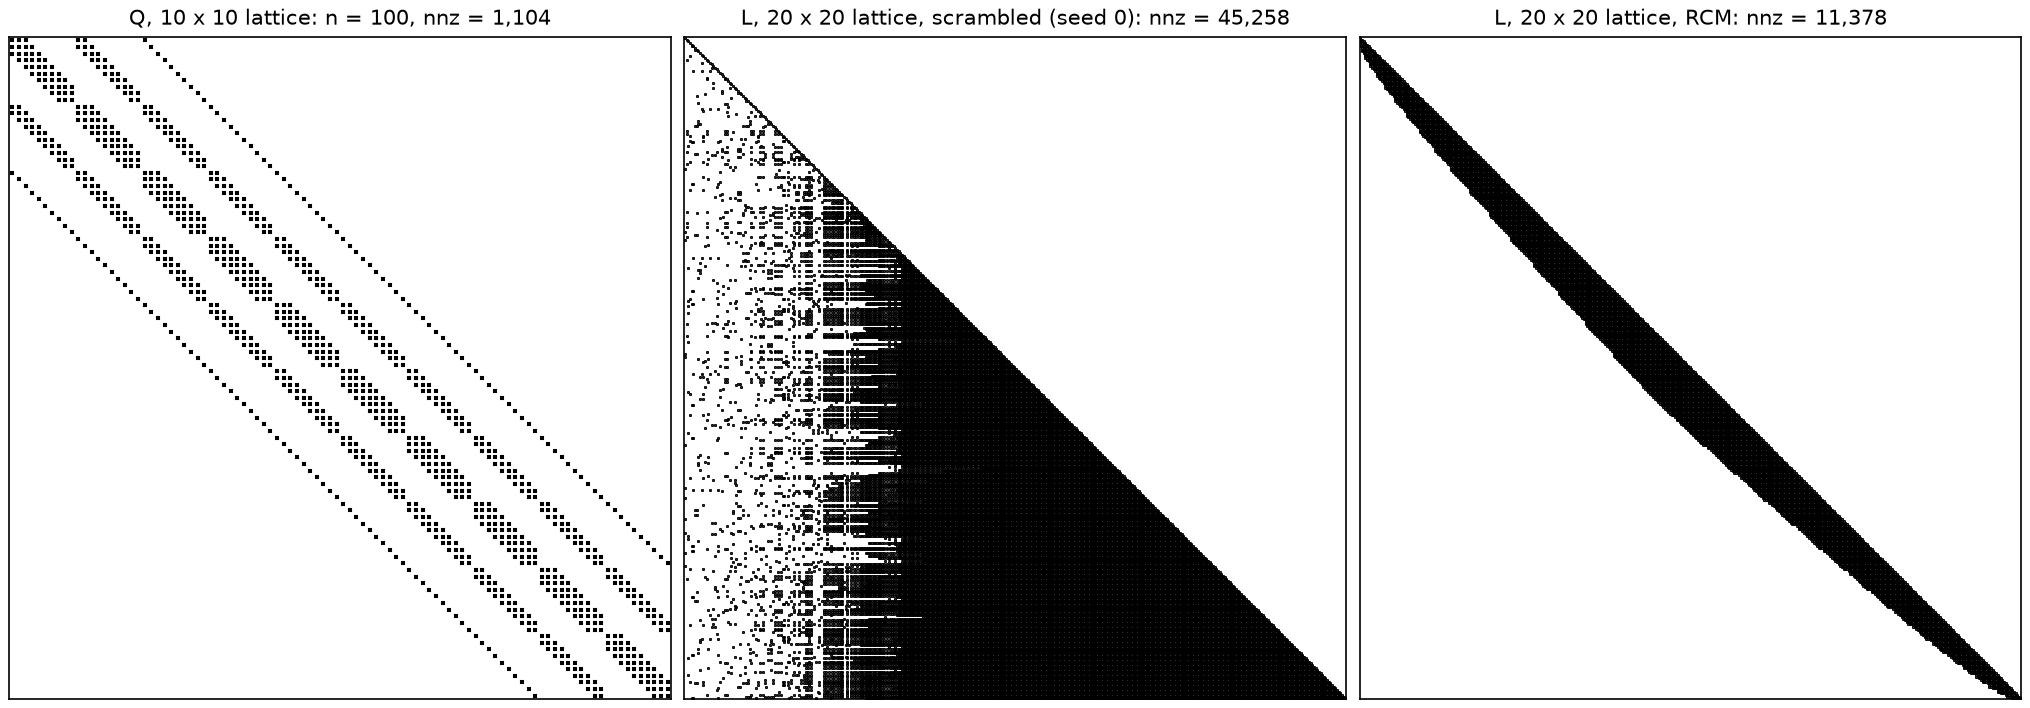 Q, 10 x 10 lattice: n = 100, nnz = 1,104
L, 20 x 20 lattice, scrambled (seed 0): nnz = 45,258
L, 20 x 20 lattice, RCM: nnz = 11,378